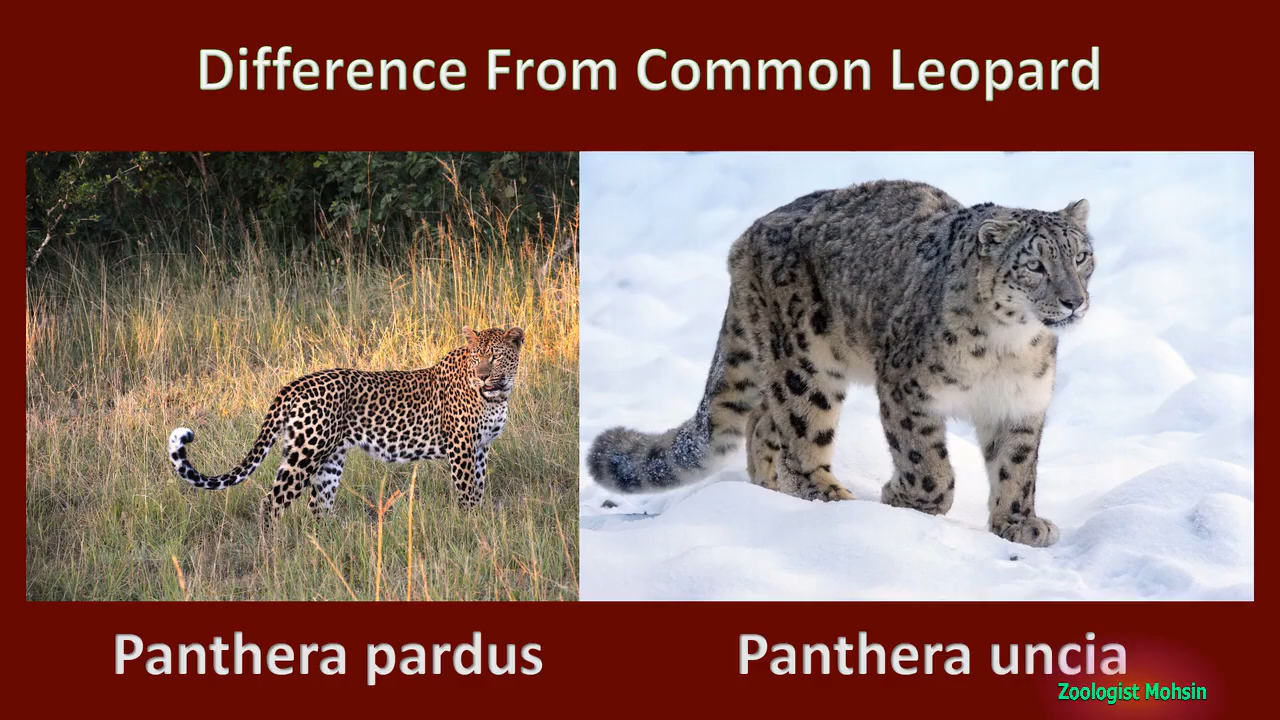 Difference From Common Leopard
Panthera pardus
Panthera uncia
Zoologist Mohsin